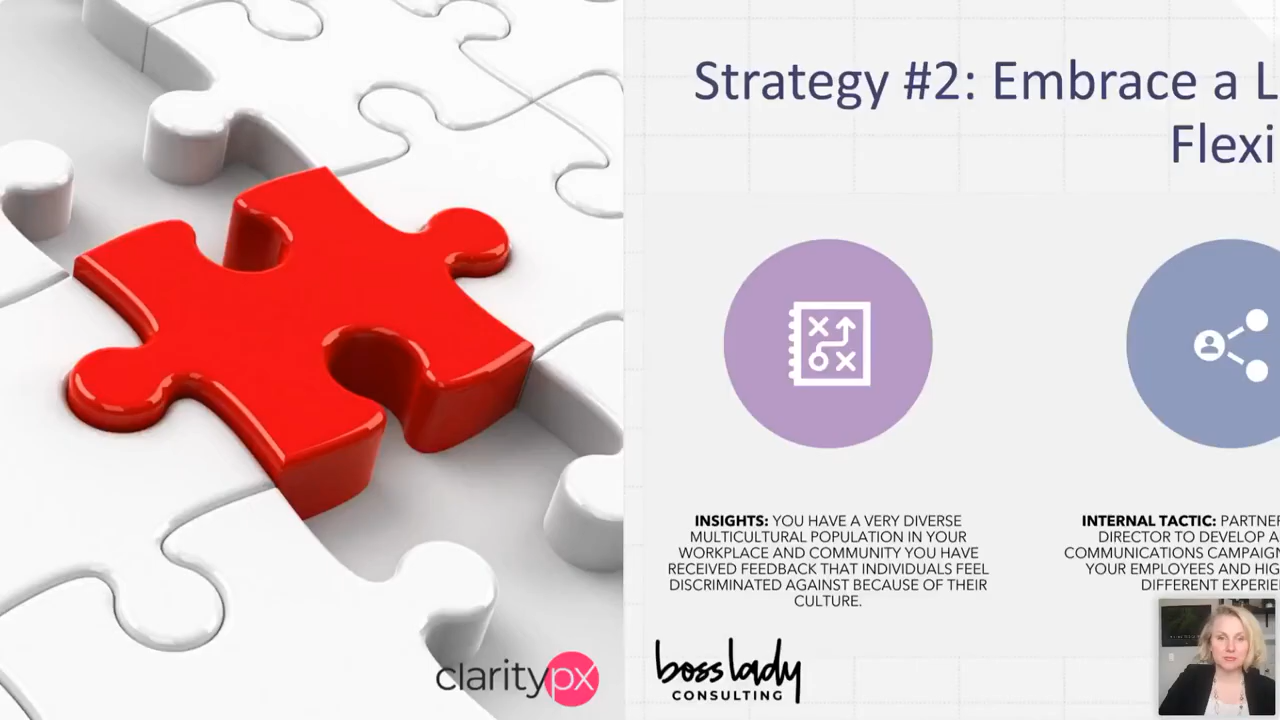 Strategy #2: Embrace a L
Flexi
INSIGHTS: YOU HAVE A VERY DIVERSE
MULTICULTURAL POPULATION IN YOUR
WORKPLACE AND COMMUNITY YOU HAVE
RECEIVED FEEDBACK THAT INDIVIDUALS FEEL
DISCRIMINATED AGAINST BECAUSE OF THEIR
CULTURE.
INTERNAL TACTIC: PARTNE
DIRECTOR TO DEVELOP A
COMMUNICATIONS CAMPAIGN
YOUR EMPLOYEES AND HIG
DIFFERENT EXPERIE
claritypx
boss lady
CONSULTING